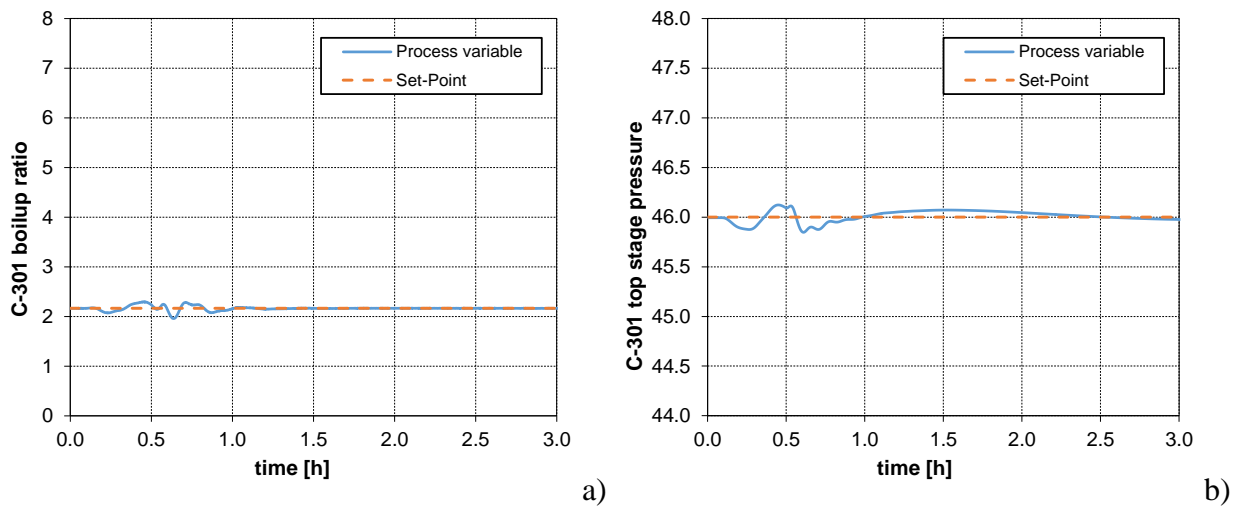 8
7
6
5
4
3
2
1
0
C-301 boilup ratio
Process variable
Set-Point
0.0 0.5 1.0 1.5 2.0 2.5 3.0
time [h]
a)
48.0
47.5
47.0
46.5
46.0
45.5
45.0
44.5
44.0
C-301 top stage pressure
Process variable
Set-Point
0.0 0.5 1.0 1.5 2.0 2.5 3.0
time [h]
b)